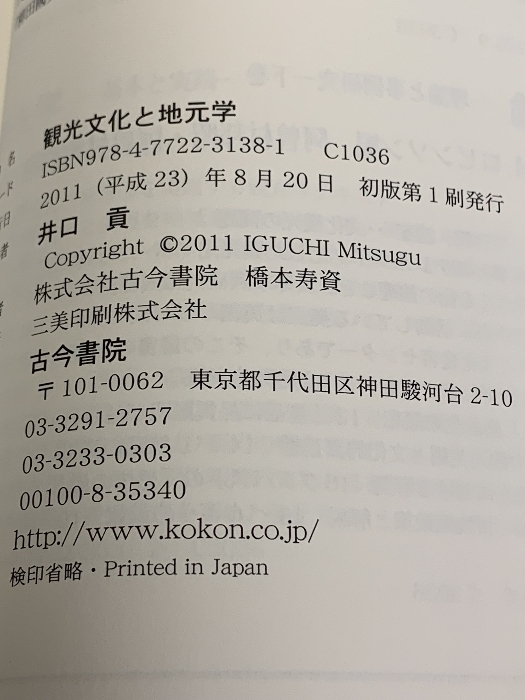 観光文化と地元学
ISBN978-4-7722-3138-1 C1036
2011（平成23）年8月20日 初版第1刷発行
井口 貢
Copyright ©2011 IGUCHI Mitsugu
株式会社古今書院 橋本寿資
三美印刷株式会社
古今書院
〒101-0062 東京都千代田区神田駿河台2-10
03-3291-2757
03-3233-0303
00100-8-35340
http://www.kokon.co.jp/
検印省略・Printed in Japan